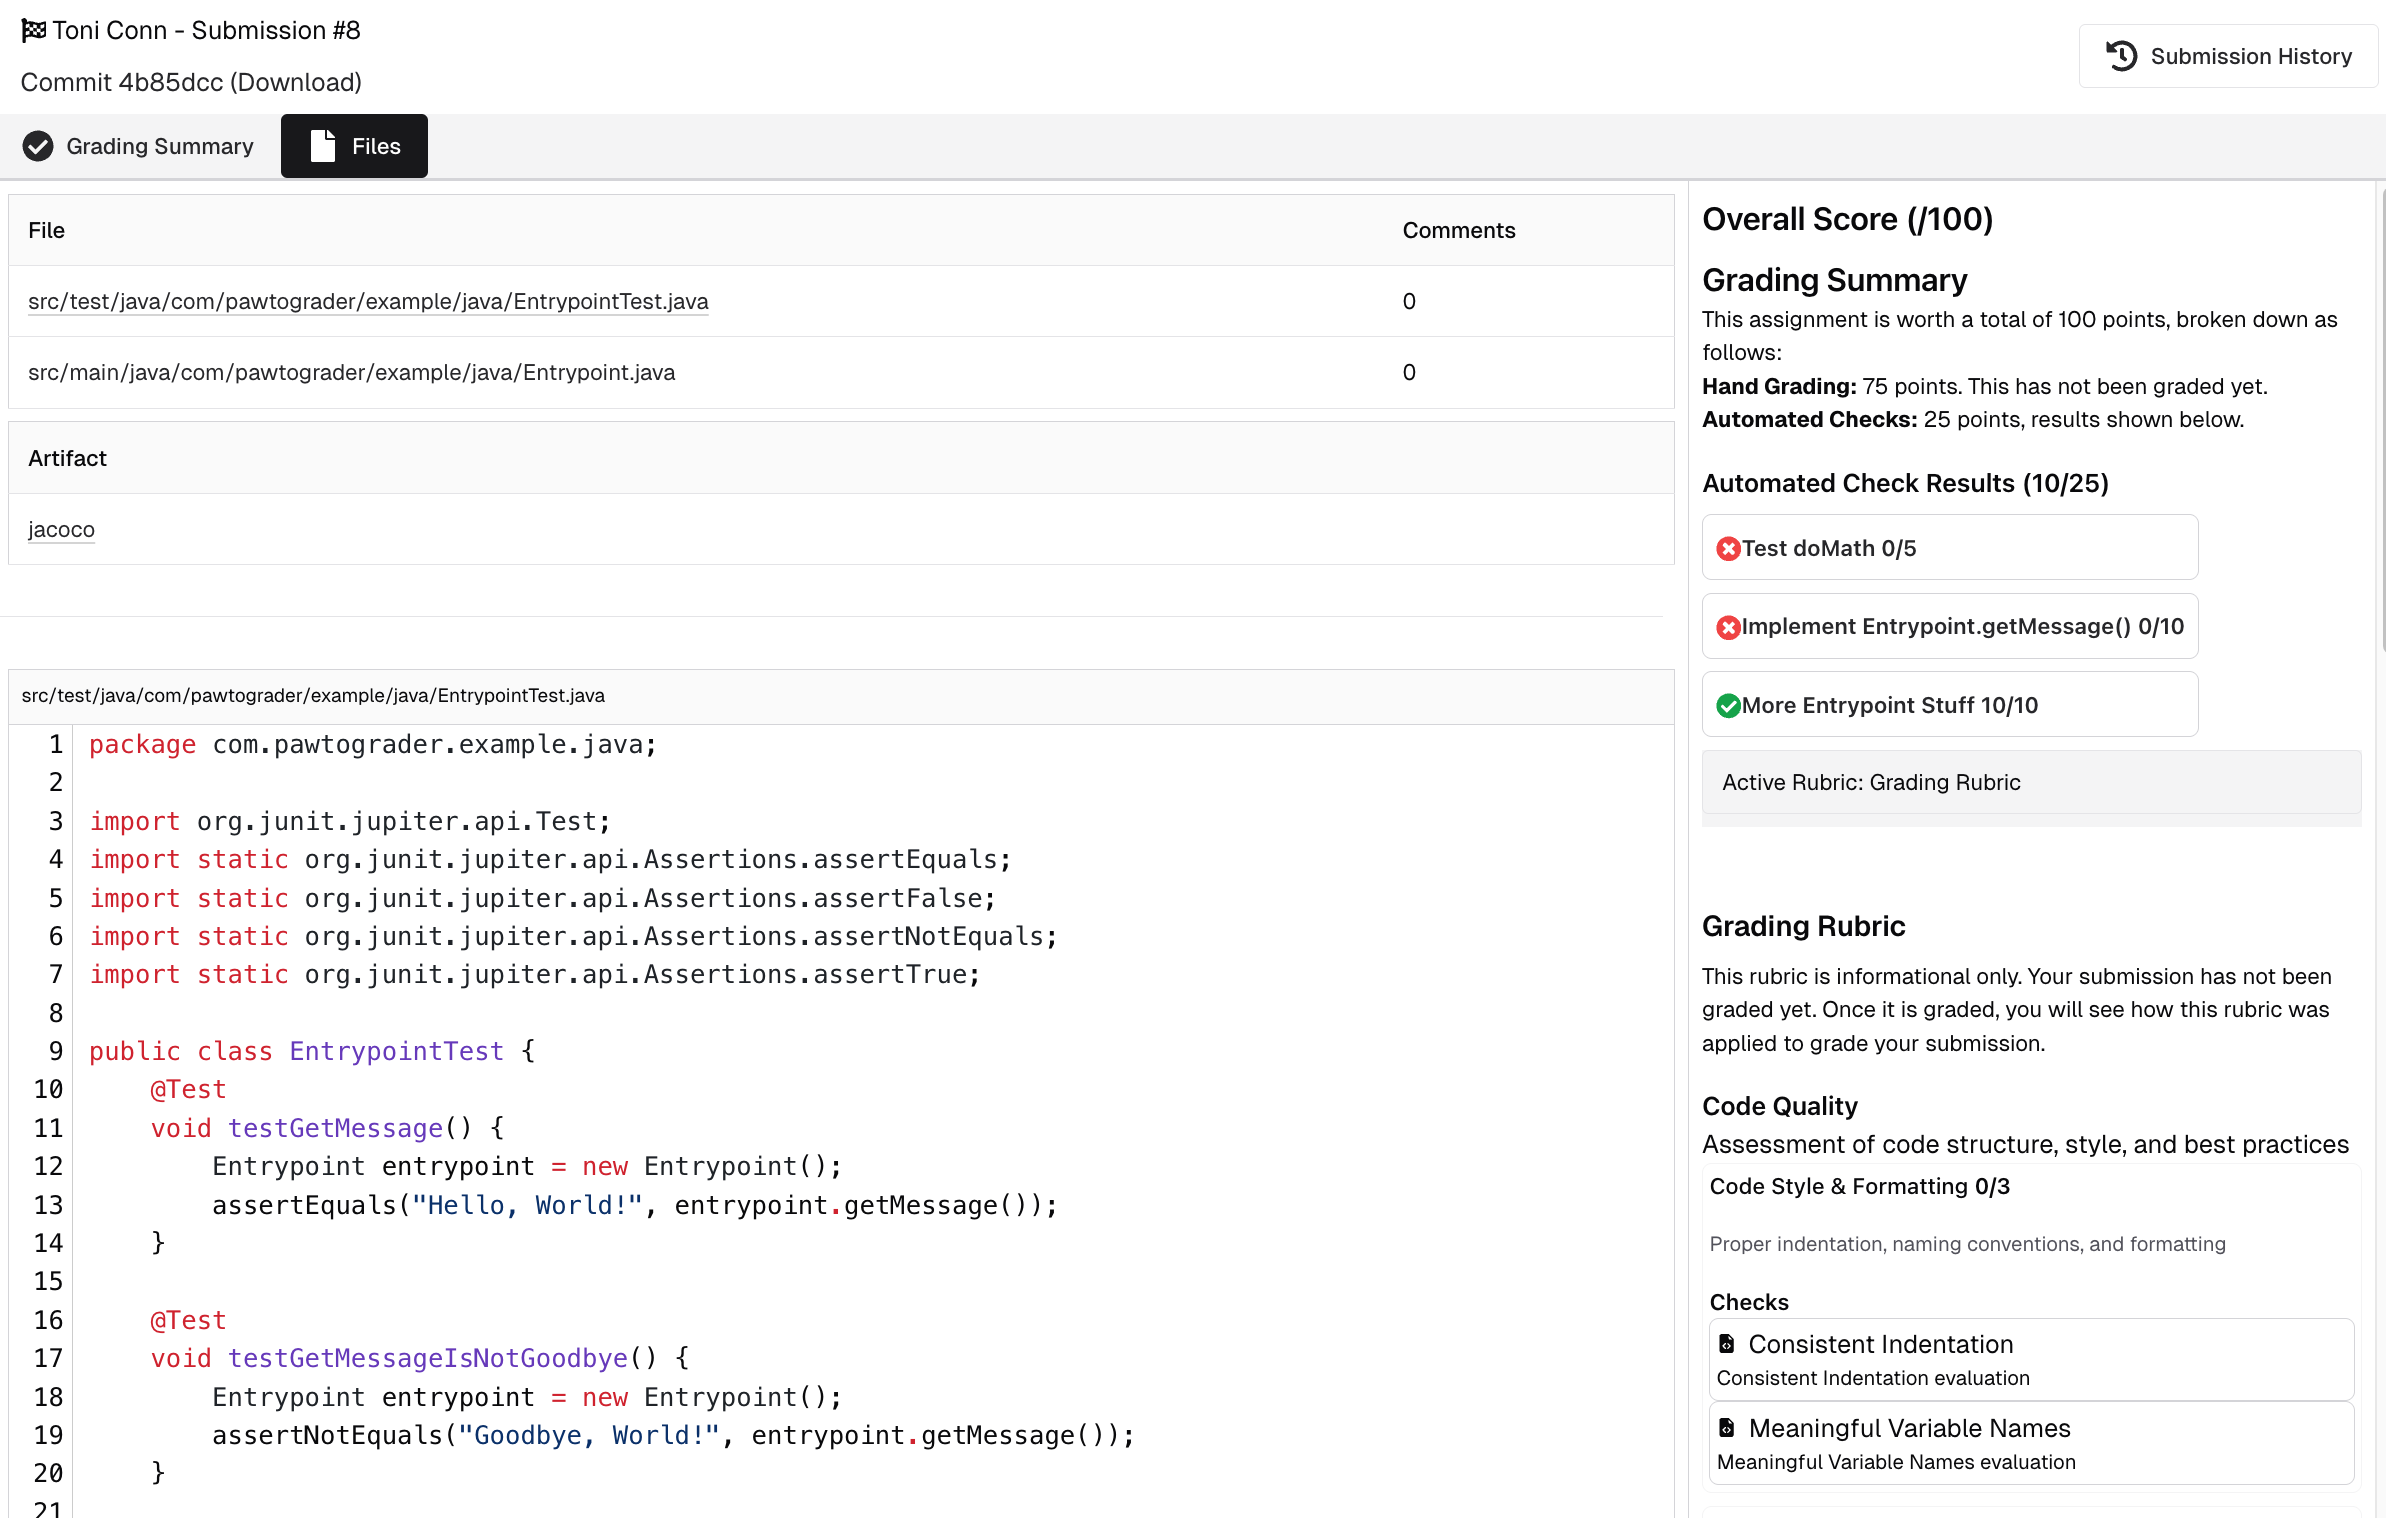 Toni Conn - Submission #8
Commit 4b85dcc (Download)
Submission History
Grading Summary
Files
File
Comments
src/test/java/com/pawtograder/example/java/EntrypointTest.java
0
src/main/java/com/pawtograder/example/java/Entrypoint.java
0
Artifact
jacoco
src/test/java/com/pawtograder/example/java/EntrypointTest.java
1 package com.pawtograder.example.java;
2
3 import org.junit.jupiter.api.Test;
4 import static org.junit.jupiter.api.Assertions.assertEquals;
5 import static org.junit.jupiter.api.Assertions.assertFalse;
6 import static org.junit.jupiter.api.Assertions.assertNotEquals;
7 import static org.junit.jupiter.api.Assertions.assertTrue;
8
9 public class EntrypointTest {
10     @Test
11     void testGetMessage() {
12         Entrypoint entrypoint = new Entrypoint();
13         assertEquals("Hello, World!", entrypoint.getMessage());
14     }
15
16     @Test
17     void testGetMessageIsNotGoodbye() {
18         Entrypoint entrypoint = new Entrypoint();
19         assertNotEquals("Goodbye, World!", entrypoint.getMessage());
20     }
21
Overall Score (/100)
Grading Summary
This assignment is worth a total of 100 points, broken down as
follows:
Hand Grading: 75 points. This has not been graded yet.
Automated Checks: 25 points, results shown below.
Automated Check Results (10/25)
Test doMath 0/5
Implement Entrypoint.getMessage() 0/10
More Entrypoint Stuff 10/10
Active Rubric: Grading Rubric
Grading Rubric
This rubric is informational only. Your submission has not been
graded yet. Once it is graded, you will see how this rubric was
applied to grade your submission.
Code Quality
Assessment of code structure, style, and best practices
Code Style & Formatting 0/3
Proper indentation, naming conventions, and formatting
Checks
Consistent Indentation
Consistent Indentation evaluation
Meaningful Variable Names
Meaningful Variable Names evaluation